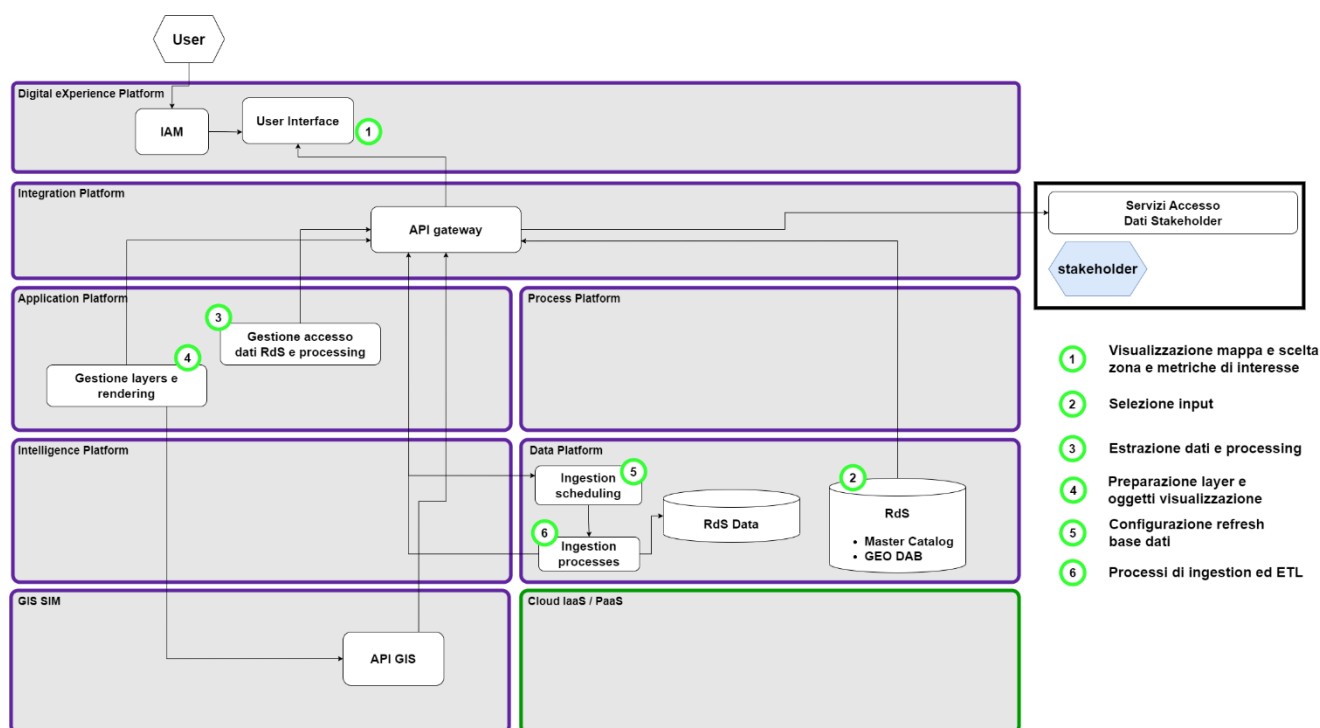 User
Digital eXperience Platform
IAM
User Interface
1
Integration Platform
API gateway
Servizi Accesso
Dati Stakeholder
stakeholder
Application Platform
3
Gestione accesso
dati RdS e processing
4
Gestione layers e
rendering
Process Platform
1
Visualizzazione mappa e scelta
zona e metriche di interesse
2
Selezione input
3
Estrazione dati e processing
4
Preparazione layer e
oggetti visualizzazione
5
Configurazione refresh
base dati
6
Processi di ingestion ed ETL
Intelligence Platform
Data Platform
Ingestion
scheduling
5
6
Ingestion
processes
RdS Data
2
RdS
• Master Catalog
• GEO DAB
GIS SIM
API GIS
Cloud IaaS / PaaS